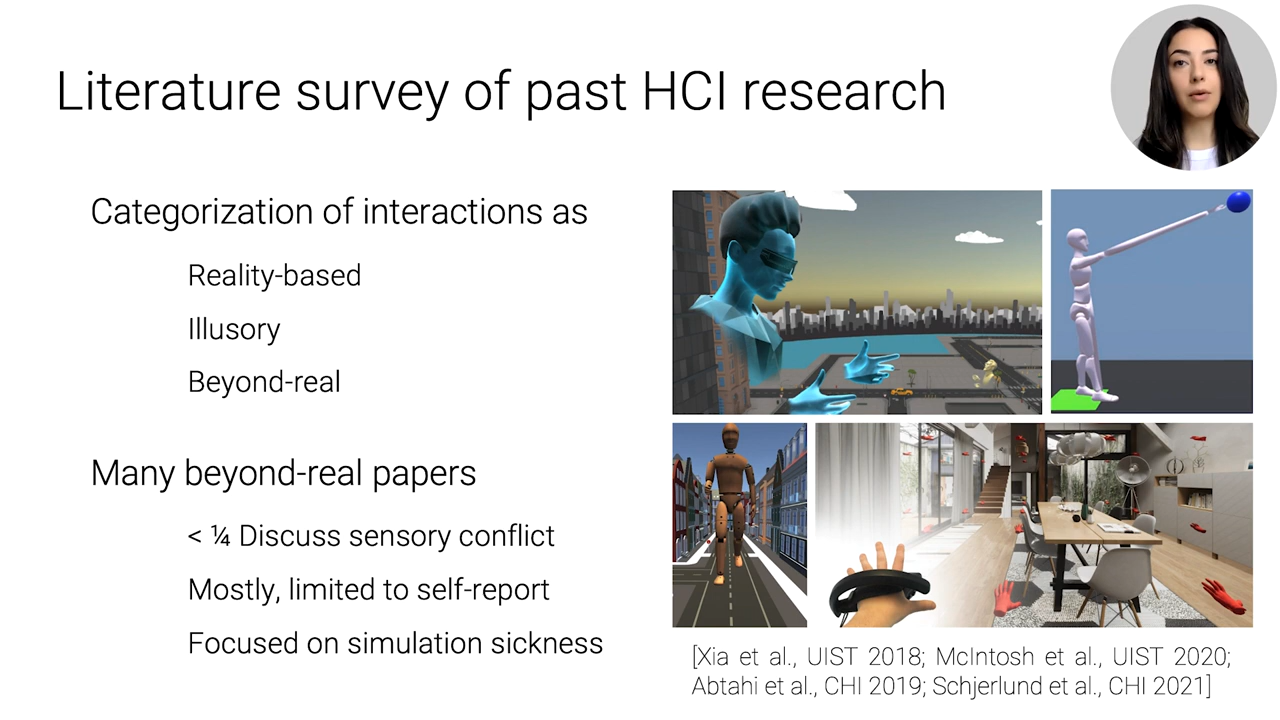 Literature survey of past HCI research
Categorization of interactions as
Reality-based
Illusory
Beyond-real
Many beyond-real papers
< ¼ Discuss sensory conflict
Mostly, limited to self-report
Focused on simulation sickness
[Xia et al., UIST 2018; McIntosh et al., UIST 2020;
Abtahi et al., CHI 2019; Schjerlund et al., CHI 2021]